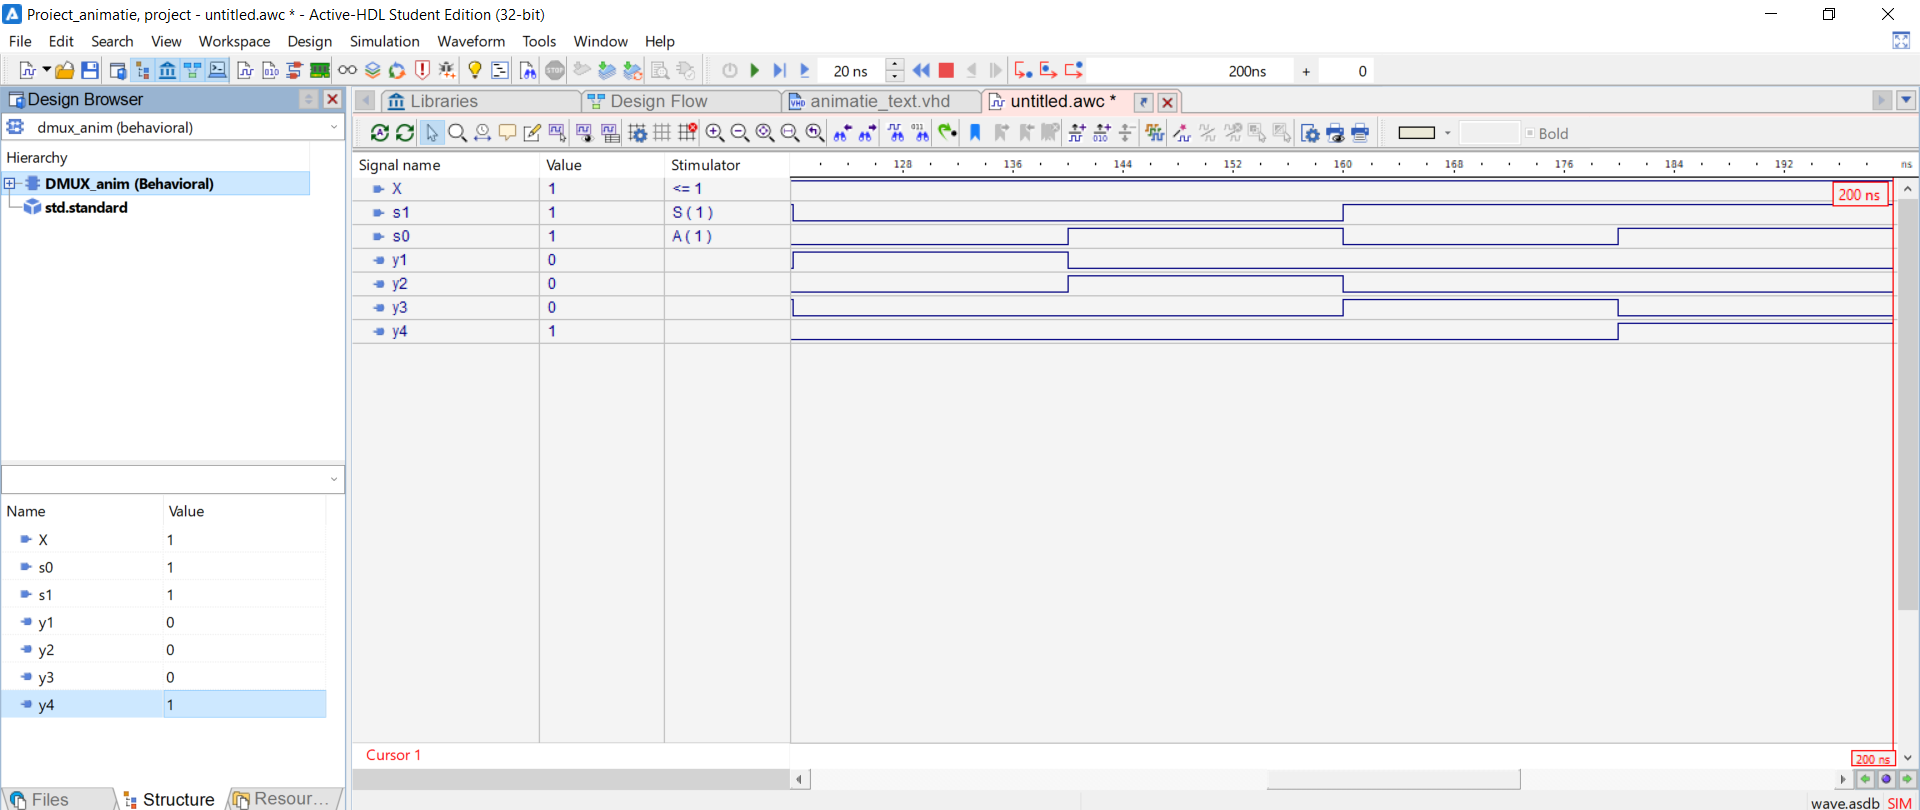 Proiect_animatie, project - untitled.awc * - Active-HDL Student Edition (32-bit)
File Edit Search View Workspace Design Simulation Waveform Tools Window Help
20 ns 200ns + 0
Design Browser
Libraries Design Flow animatie_text.vhd untitled.awc *
dmux_anim (behavioral)
Bold
Hierarchy
DMUX_anim (Behavioral)
std.standard
Signal name Value Stimulator 128 136 144 152 160 168 176 184 192 ns
X 1 <= 1
200 ns
s1 1 S ( 1 )
s0 1 A ( 1 )
y1 0
y2 0
y3 0
y4 1
Name Value
X 1
s0 1
s1 1
y1 0
y2 0
y3 0
y4 1
Cursor 1
200 ns
Files Structure Resour...
wave.asdb SIM